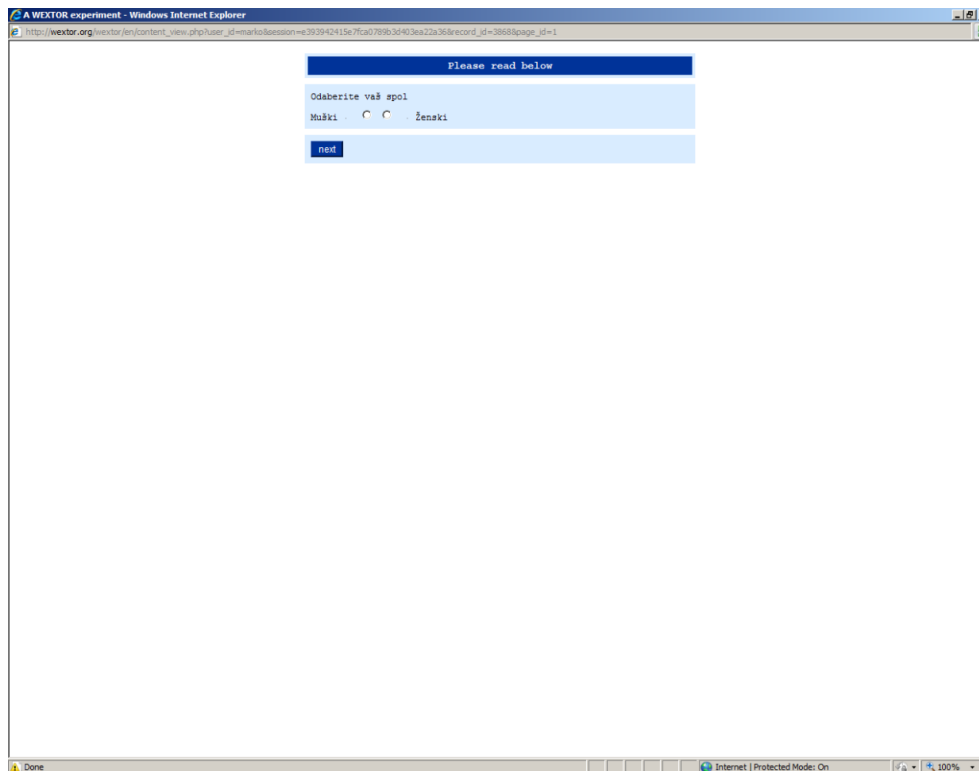 A WEXTOR experiment - Windows Internet Explorer
http://wextor.org/wextor/en/content_view.php?user_id=marko&session=e393942415e7fca0789b3d403ea22a36&record_id=3868&page_id=1
Please read below
Odaberite vaš spol
Muški Ženski
next
Done Internet | Protected Mode: On 100%